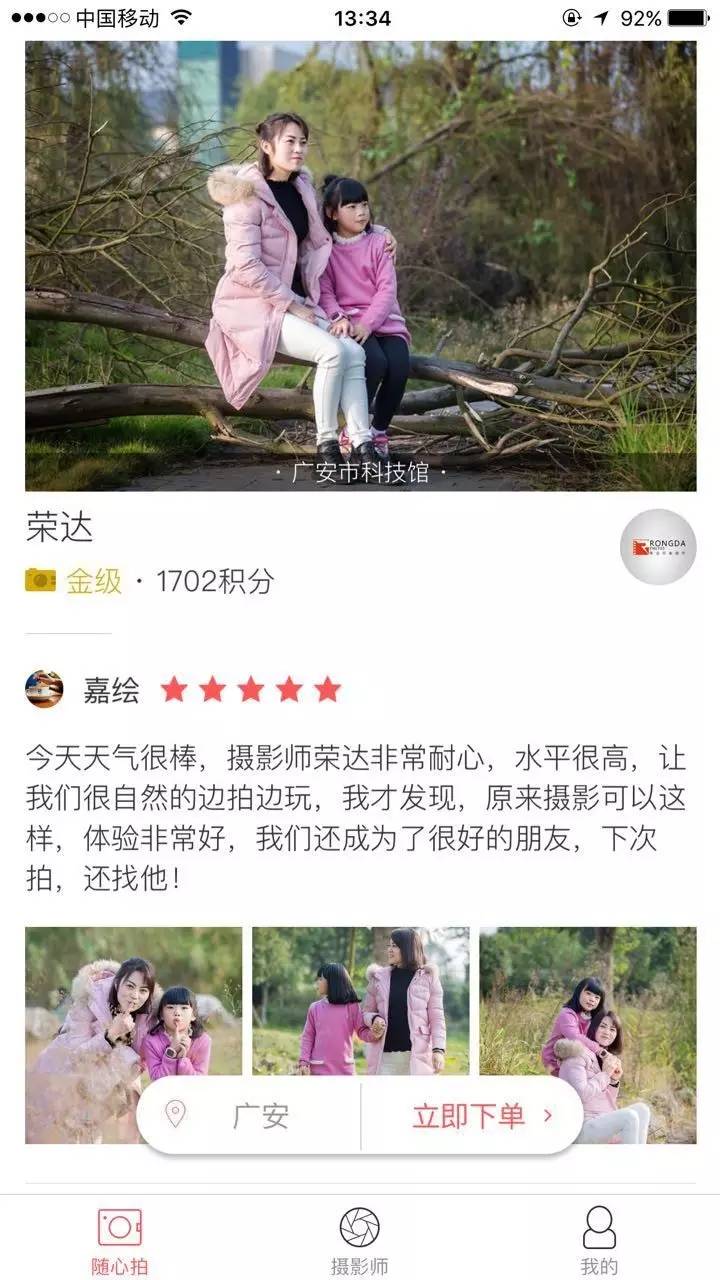 中国移动
13:34
92%
· 广安市科技馆 ·
荣达
RONGDA
金级 · 1702积分
嘉绘
今天天气很棒，摄影师荣达非常耐心，水平很高，让
我们很自然的边拍边玩，我才发现，原来摄影可以这
样，体验非常好，我们还成为了很好的朋友，下次
拍，还找他！
广安
立即下单
随心拍
摄影师
我的